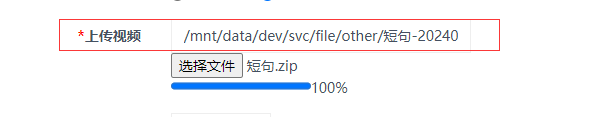 *上传视频 /mnt/data/dev/svc/file/other/短句-20240
选择文件 短句.zip
100%